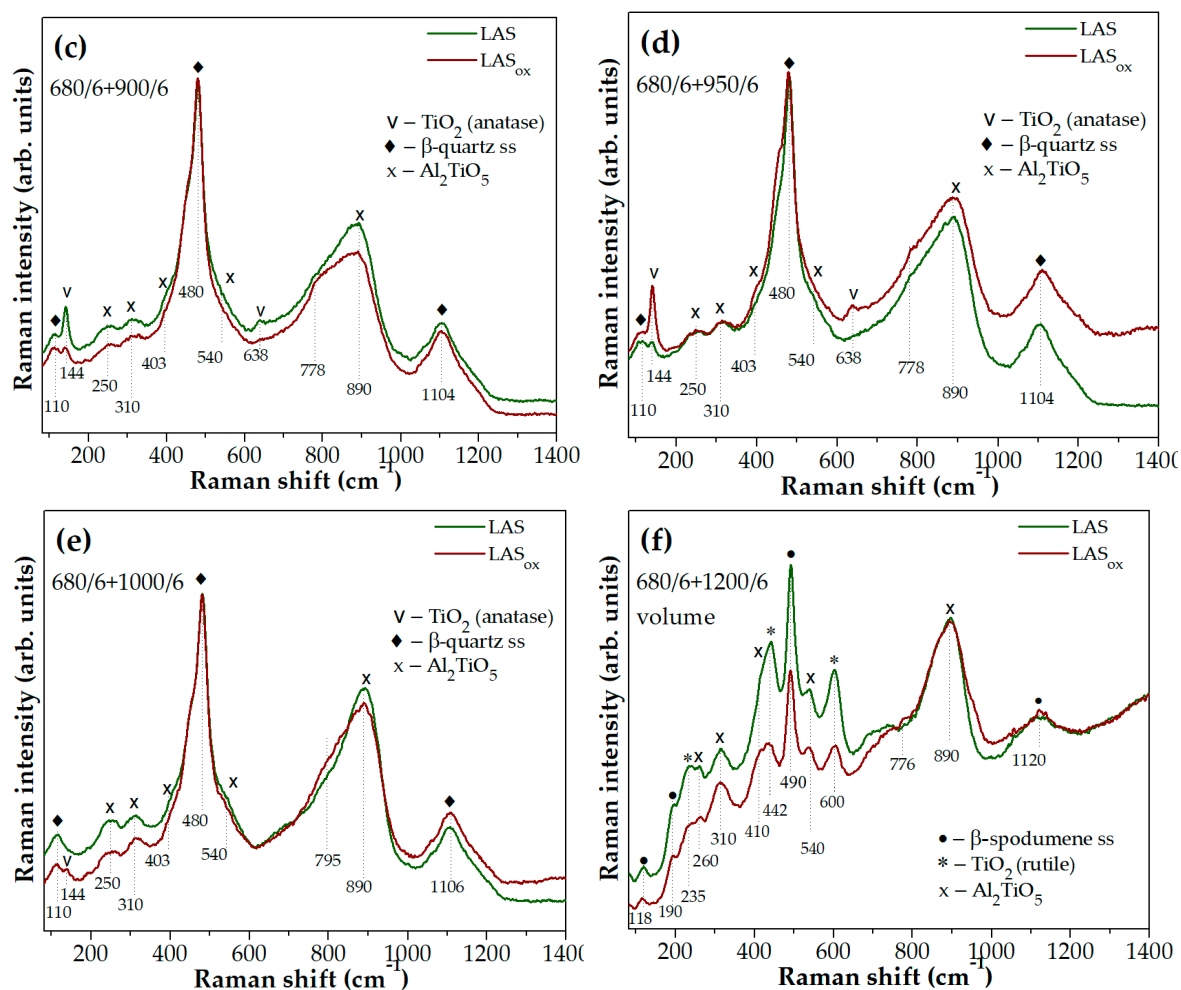 (c)
LAS
LASox
680/6+900/6
v – TiO2 (anatase)
♦ – β-quartz ss
x – Al2TiO5
♦
v
x
x
x
x
v
x
♦
♦
110
144
250
310
403
480
540
638
778
890
1104
200 400 600 800 1000 1200 1400
Raman shift (cm-1)
Raman intensity (arb. units)
(d)
LAS
LASox
680/6+950/6
v – TiO2 (anatase)
♦ – β-quartz ss
x – Al2TiO5
♦
v
x
x
x
♦
x
v
x
♦
110
144
250
310
403
480
540
638
778
890
1104
200 400 600 800 1000 1200 1400
Raman shift (cm-1)
Raman intensity (arb. units)
(e)
LAS
LASox
680/6+1000/6
v – TiO2 (anatase)
♦ – β-quartz ss
x – Al2TiO5
♦
v
x
x
x
♦
x
x
♦
110
144
250
310
403
480
540
795
890
1106
200 400 600 800 1000 1200 1400
Raman shift (cm-1)
Raman intensity (arb. units)
(f)
LAS
LASox
680/6+1200/6
volume
●
●
*
x
x
x
*
●
x
*
x
●
118
190
235
260
310
410
442
490
540
600
776
890
1120
● – β-spodumene ss
* – TiO2 (rutile)
x – Al2TiO5
200 400 600 800 1000 1200 1400
Raman shift (cm-1)
Raman intensity (arb. units)